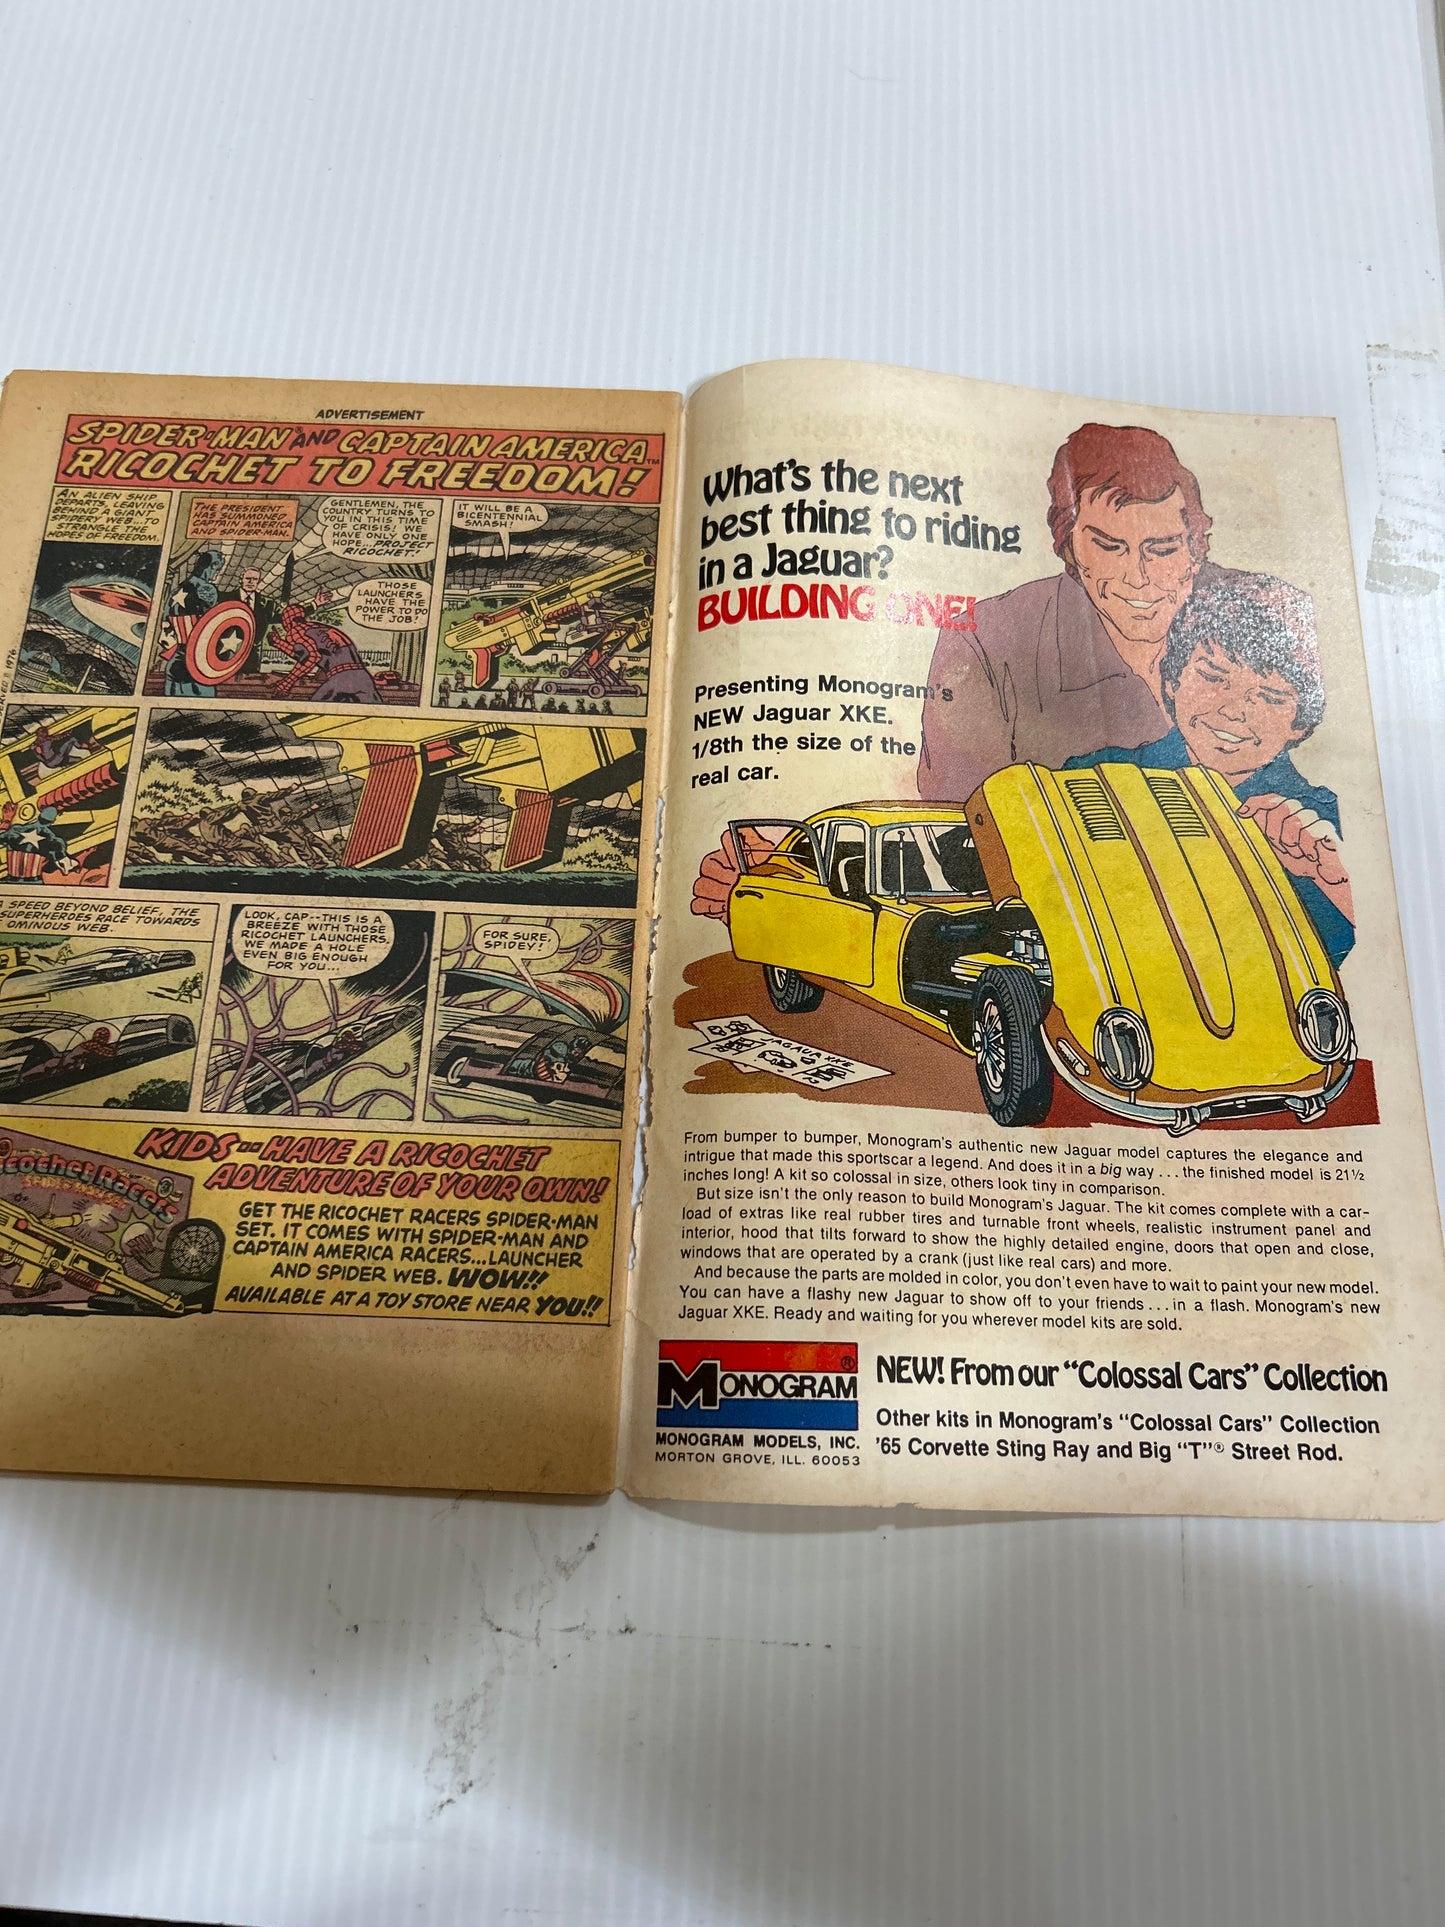 ADVERTISEMENT
SPIDER-MAN® AND CAPTAIN AMERICA™
RICOCHET TO FREEDOM!
AN ALIEN SHIP
DEPARTS, LEAVING
BEHIND A GIANT
SPIDERY WEB...TO
STRANGLE THE
HOPES OF FREEDOM.
THE PRESIDENT
HAS SUMMONED
CAPTAIN AMERICA
AND SPIDER-MAN.
GENTLEMEN, THE
COUNTRY TURNS TO
YOU IN THIS TIME
OF CRISIS! WE
HAVE ONLY ONE
HOPE...PROJECT
RICOCHET!
THOSE
LAUNCHERS
HAVE THE
POWER TO DO
THE JOB!
IT WILL BE A
BICENTENNIAL
SMASH!
1976
SPEED BEYOND BELIEF, THE
SUPERHEROES RACE TOWARDS
OMINOUS WEB.
LOOK, CAP--THIS IS A
BREEZE WITH THOSE
RICOCHET LAUNCHERS.
WE MADE A HOLE
EVEN BIG ENOUGH
FOR YOU...
FOR SURE,
SPIDEY!
KIDS--HAVE A RICOCHET
ADVENTURE OF YOUR OWN!
Ricochet Racers
SPIDER-MAN
GET THE RICOCHET RACERS SPIDER-MAN
SET. IT COMES WITH SPIDER-MAN AND
CAPTAIN AMERICA RACERS...LAUNCHER
AND SPIDER WEB. WOW!!
AVAILABLE AT A TOY STORE NEAR YOU!!
What's the next
best thing to riding
in a Jaguar?
BUILDING ONE!
Presenting Monogram's
NEW Jaguar XKE.
1/8th the size of the
real car.
JAGAUA XKE
From bumper to bumper, Monogram's authentic new Jaguar model captures the elegance and
intrigue that made this sportscar a legend. And does it in a big way . . . the finished model is 21½
inches long! A kit so colossal in size, others look tiny in comparison.
But size isn't the only reason to build Monogram's Jaguar. The kit comes complete with a car-
load of extras like real rubber tires and turnable front wheels, realistic instrument panel and
interior, hood that tilts forward to show the highly detailed engine, doors that open and close,
windows that are operated by a crank (just like real cars) and more.
And because the parts are molded in color, you don't even have to wait to paint your new model.
You can have a flashy new Jaguar to show off to your friends . . . in a flash. Monogram's new
Jaguar XKE. Ready and waiting for you wherever model kits are sold.
MONOGRAM®
MONOGRAM MODELS, INC.
MORTON GROVE, ILL. 60053
NEW! From our "Colossal Cars" Collection
Other kits in Monogram's "Colossal Cars" Collection
'65 Corvette Sting Ray and Big "T"® Street Rod.